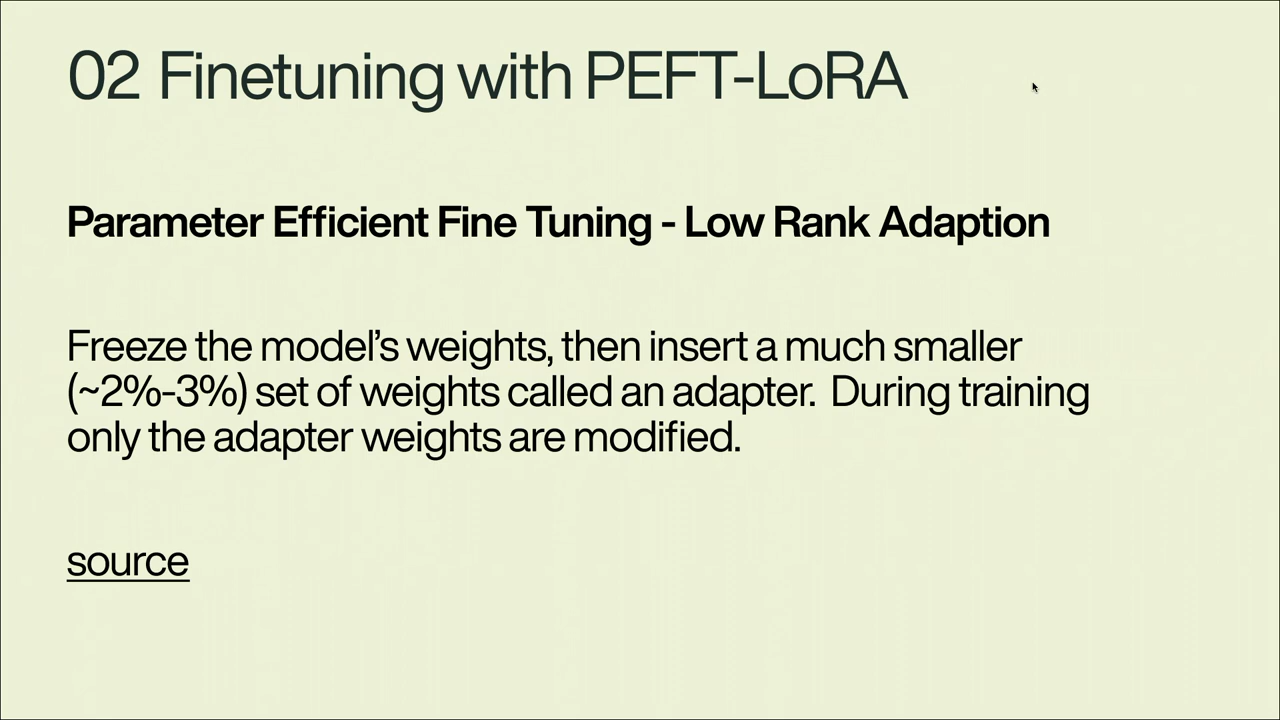 02 Finetuning with PEFT-LoRA
Parameter Efficient Fine Tuning - Low Rank Adaption
Freeze the model’s weights, then insert a much smaller
(~2%-3%) set of weights called an adapter.  During training
only the adapter weights are modified.
source